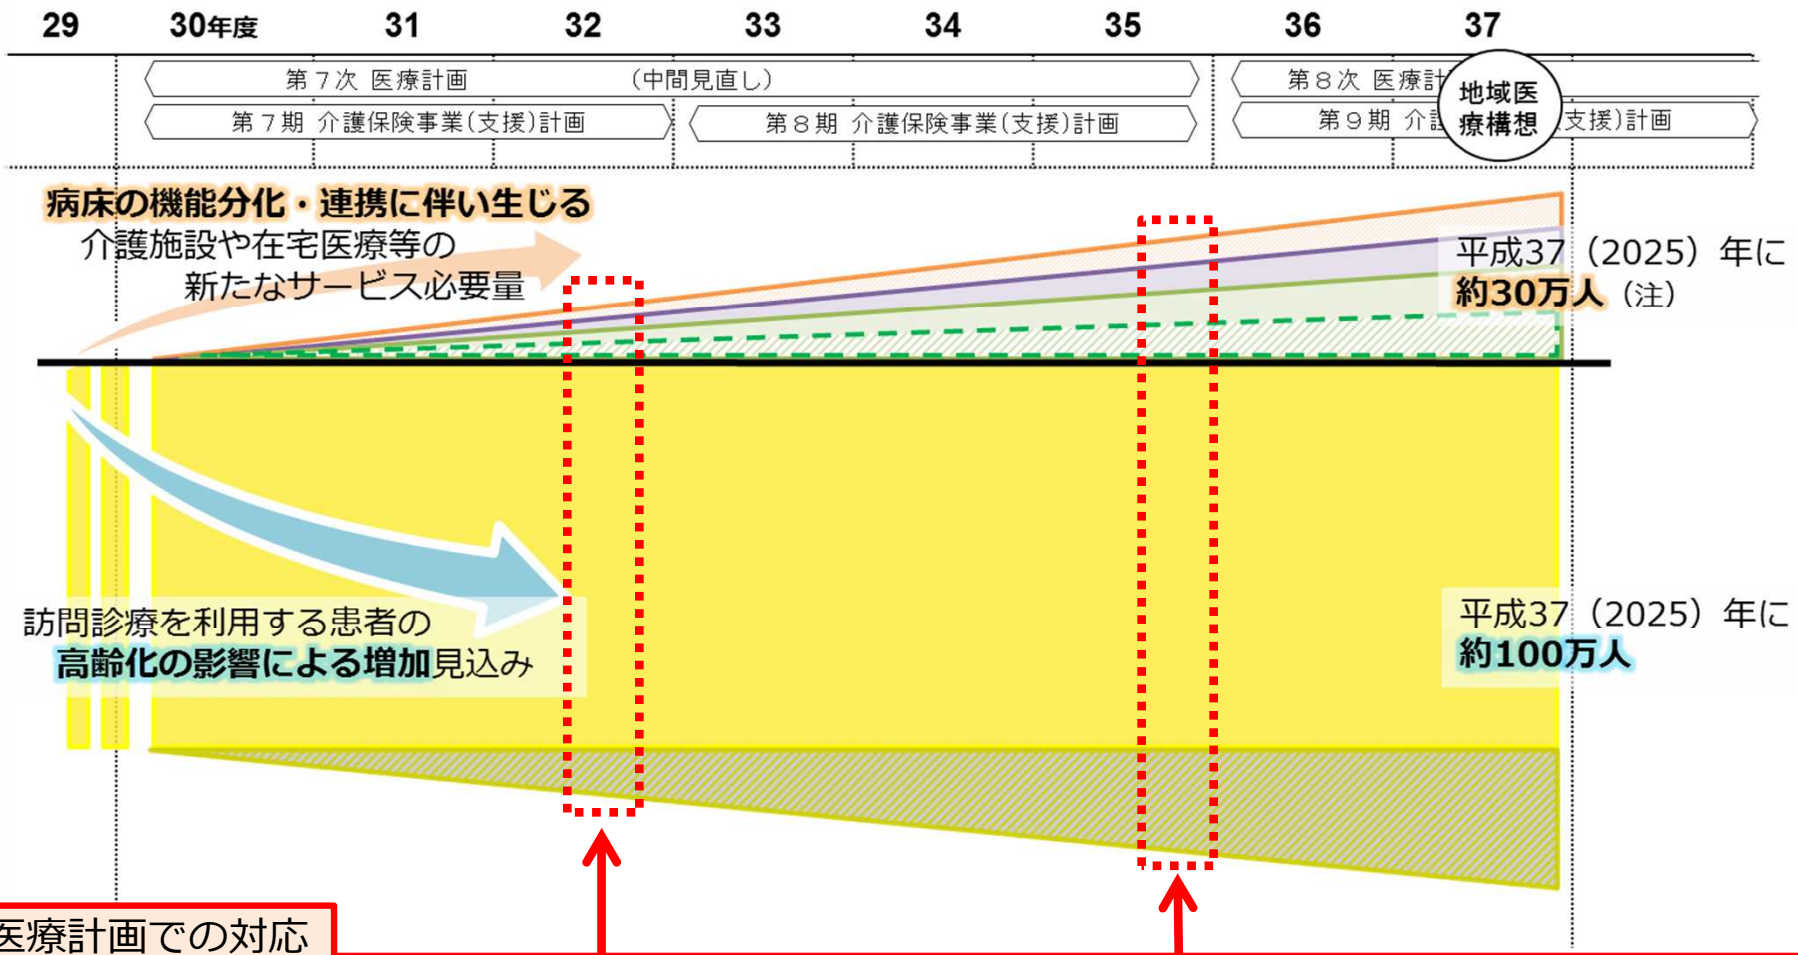 29 30年度 31 32 33 34 35 36 37
第７次 医療計画 （中間見直し） 第８次 医療計
第７期 介護保険事業(支援)計画 第８期 介護保険事業(支援)計画 第９期 介 支援)計画
地域医
療構想
病床の機能分化・連携に伴い生じる
介護施設や在宅医療等の
新たなサービス必要量
平成37（2025）年に
約30万人（注）
訪問診療を利用する患者の
高齢化の影響による増加見込み
平成37（2025）年に
約100万人
医療計画での対応